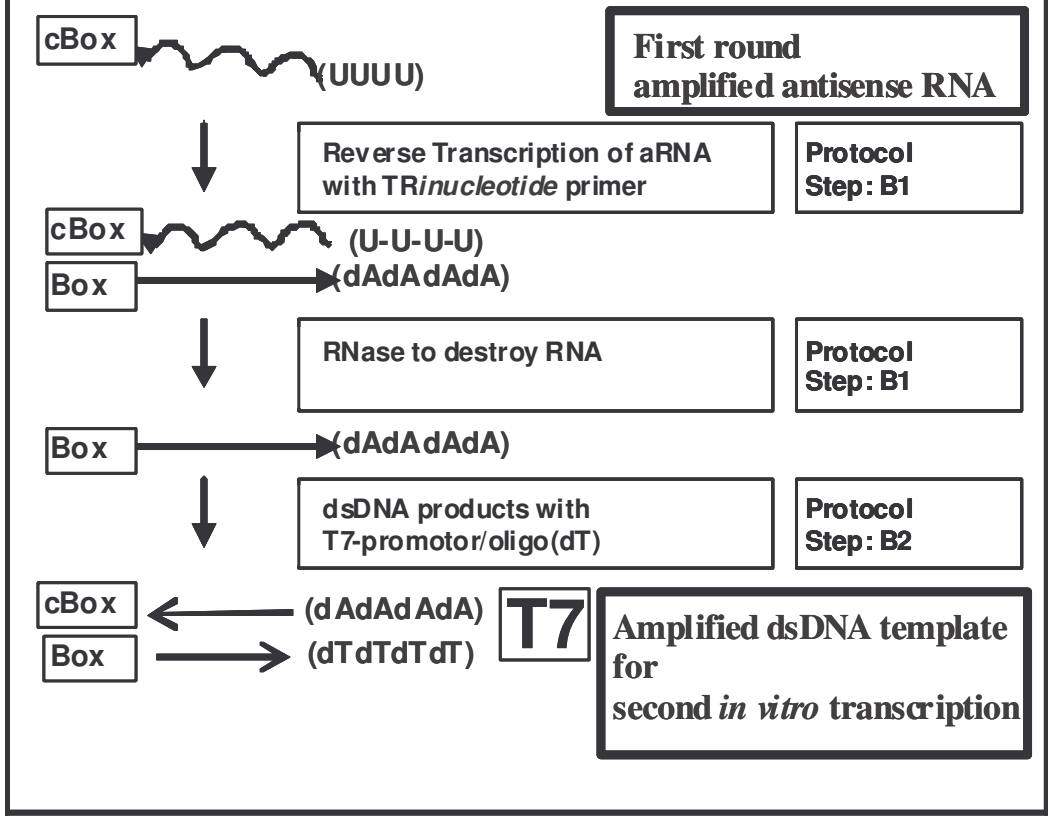 cBox
(UUUU)
First round
amplified antisense RNA
Reverse Transcription of aRNA
with TRinucleotide primer
Protocol
Step: B1
cBox
(U-U-U-U)
Box
(dAdAdAdA)
RNase to destroy RNA
Protocol
Step: B1
Box
(dAdAdAdA)
dsDNA products with
T7-promotor/oligo(dT)
Protocol
Step: B2
cBox
(dAdAdAdA)
T7
Box
(dTdTdTdT)
Amplified dsDNA template
for
second in vitro transcription